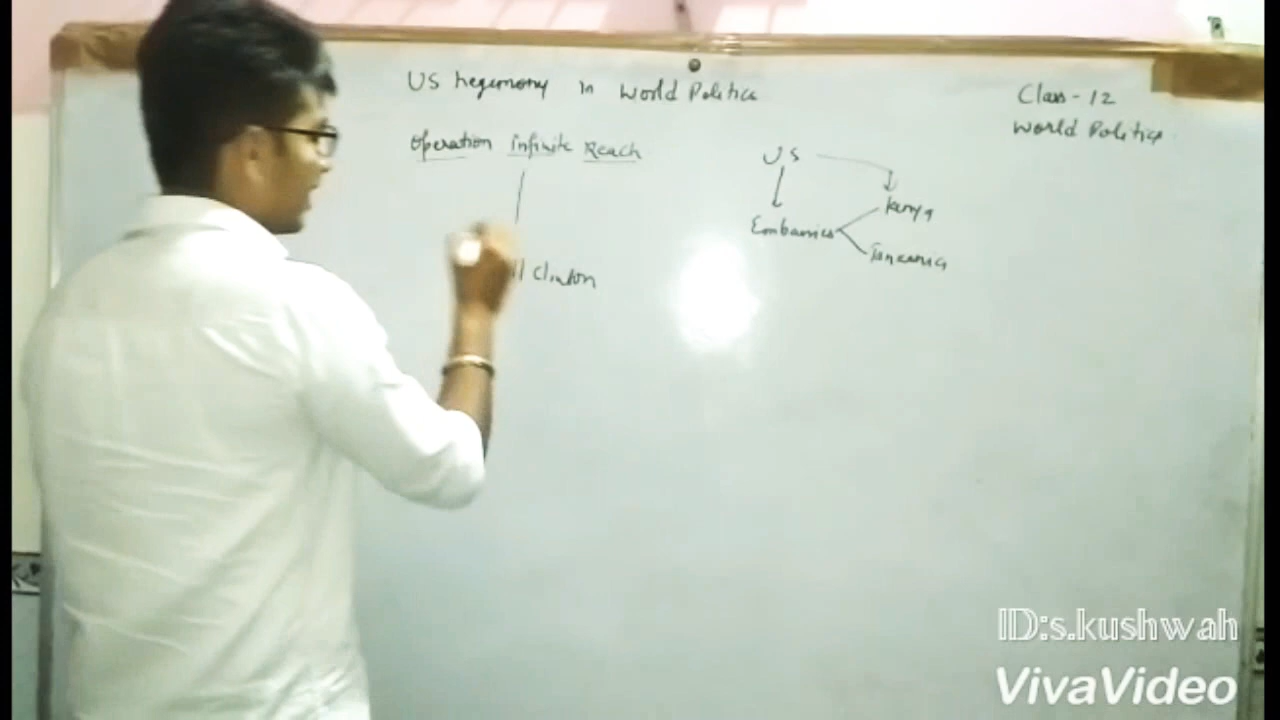 US hegemony in World Politics
Operation Infinite Reach
ll Clinton
US
Embassies
Kenya
Tanzania
Class - 12
World Politics
ID:s.kushwah
VivaVideo